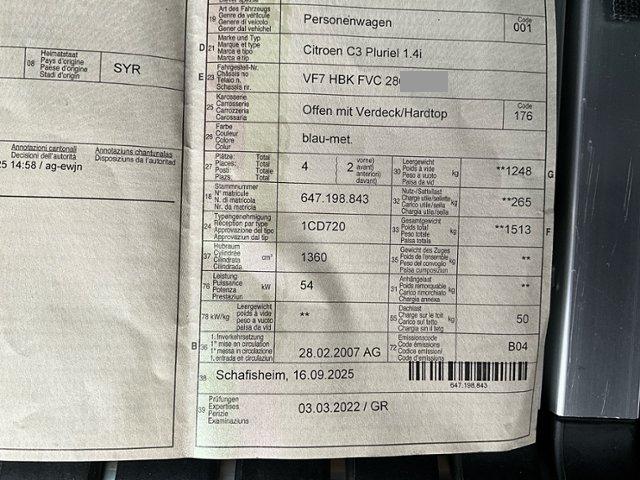 08 Heimatstaat
Pays d'origine
Paese d'origine
Stadi d'origin
SYR
Annotazioni cantonali
Decisioni dell'autorità
Annotaziuns chantunalas
Disposiziuns da l'autoritad
25 14:58 / ag-ewjn
19 Art des Fahrzeugs
Genre de véhicule
Genere di veicolo
Gener dal vehichel
Personenwagen
Code
001
D 21 Marke und Typ
Marque et type
Marca e tipo
Marca e tip
Citroen C3 Pluriel 1.4i
E 23 Fahrgestell-Nr.
Châssis no
Telaio n.
Schassis nr.
VF7 HBK FVC 28
25 Karosserie
Carrosserie
Carrozzeria
Carossaria
Offen mit Verdeck/Hardtop
Code
176
26 Farbe
Couleur
Colore
Colur
blau-met.
27 Plätze: Total
Places: Total
Posti: Totale
Plazs: Total
4 2 vorne)
avant)
anteriori)
davant)
30 Leergewicht
Poids à vide
Peso a vuoto
Paisa da vid
kg
**1248
G
18 Stammnummer
N° matricule
N. di matricola
Nr. da matricla
647.198.843
32 Nutz-/Sattellast
Charge utile/sellette
Carico utile/sella
Chargia util/sella
kg
**265
24 Typengenehmigung
Réception par type
Approvazione del tipo
Approvaziun dal tip
1CD720
33 Gesamtgewicht
Poids total
Peso totale
Paisa totala
kg
**1513
F
37 Hubraum
Cylindrée
Cilindrata
Cilindrada
cm³
1360
35 Gewicht des Zuges
Poids de l'ensemble
Peso del convoglio
Paisa cumposiziun
kg
**
76 Leistung
Puissance
Potenza
Prestaziun
kW
54
31 Anhängelast
Poids remorquable
Carico rimorchiato
Chargia annexa
kg
**
78 kW/kg Leergewicht
poids à vide
peso a vuoto
paisa da vid
**
55 Dachlast
Charge sur le toit
Carico sul tetto
Chargia sin il tetg
kg
50
B 36 1.Inverkehrsetzung
1re mise en circulation
1a messa in circolazione
1.entrada en circulaziun
28.02.2007 AG
72 Emissionscode
Code émissions
Codice emissioni
Code d'emissiuns
B04
38 Schafisheim, 16.09.2025
647.198.843
39 Prüfungen
Expertises
Perizie
Examinaziuns
03.03.2022 / GR